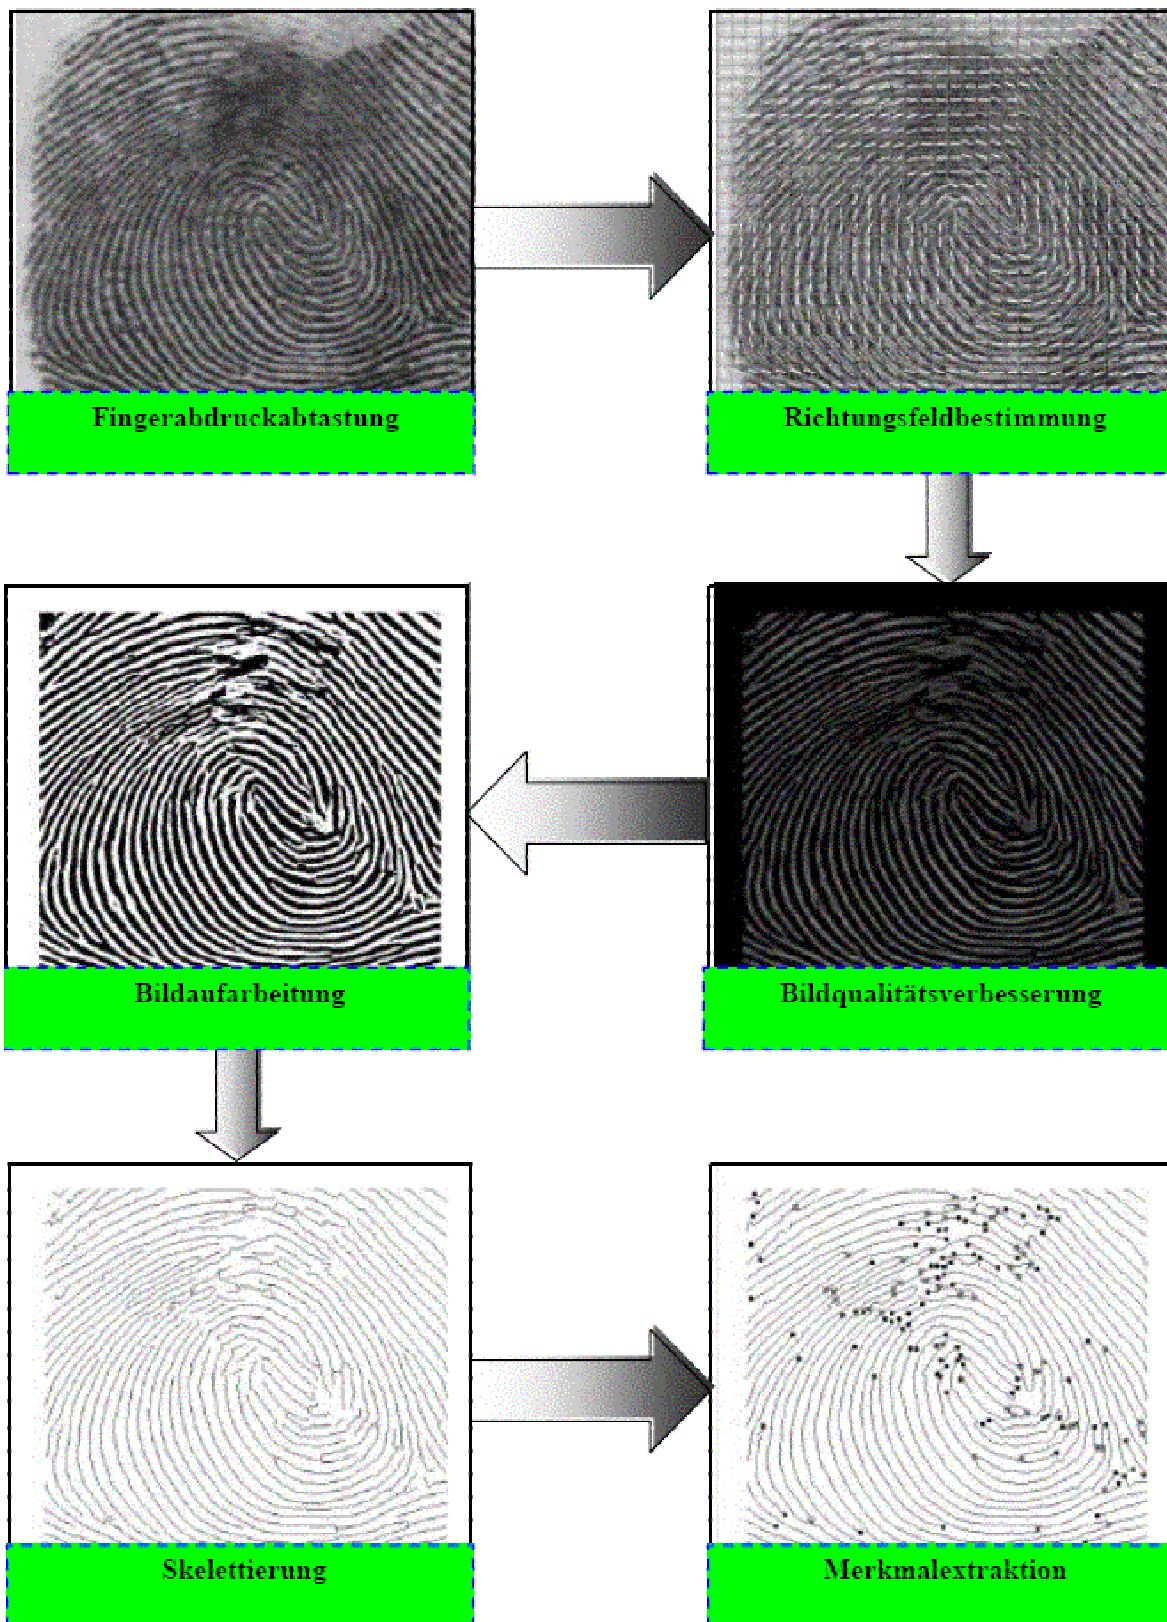 Fingerabdruckabtastung
Richtungsfeldbestimmung
Bildaufarbeitung
Bildqualitätsverbesserung
Skelettierung
Merkmalextraktion